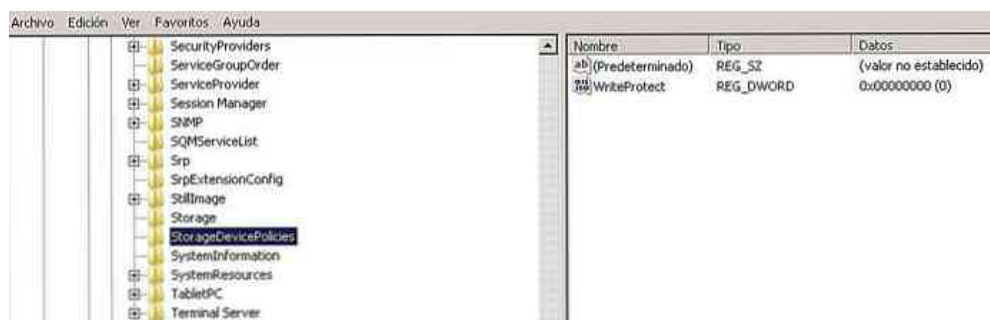 Archivo Edición Ver Favoritos Ayuda
SecurityProviders
ServiceGroupOrder
ServiceProvider
Session Manager
SNMP
SQMServiceList
Srp
SrpExtensionConfig
StillImage
Storage
StorageDevicePolicies
SystemInformation
SystemResources
TabletPC
Terminal Server
Nombre Tipo Datos
(Predeterminado) REG_SZ (valor no establecido)
WriteProtect REG_DWORD 0x00000000 (0)